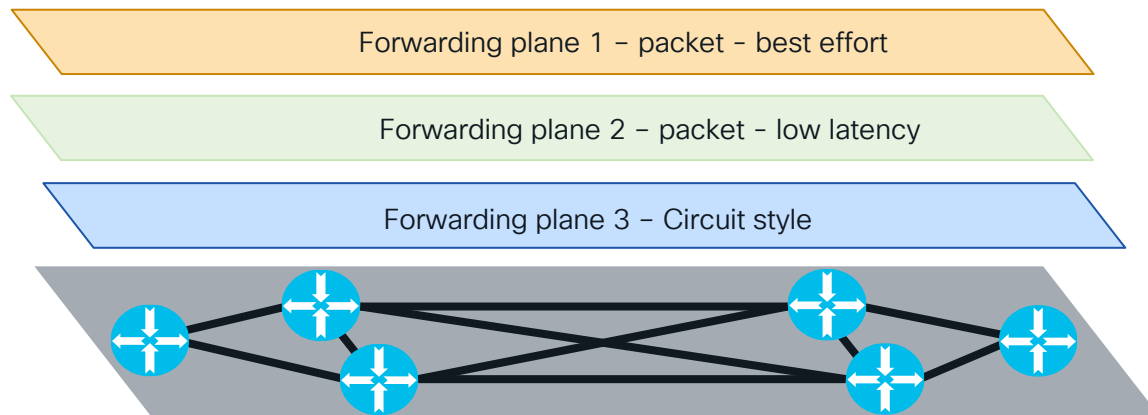 Forwarding plane 1 – packet - best effort
Forwarding plane 2 – packet - low latency
Forwarding plane 3 – Circuit style